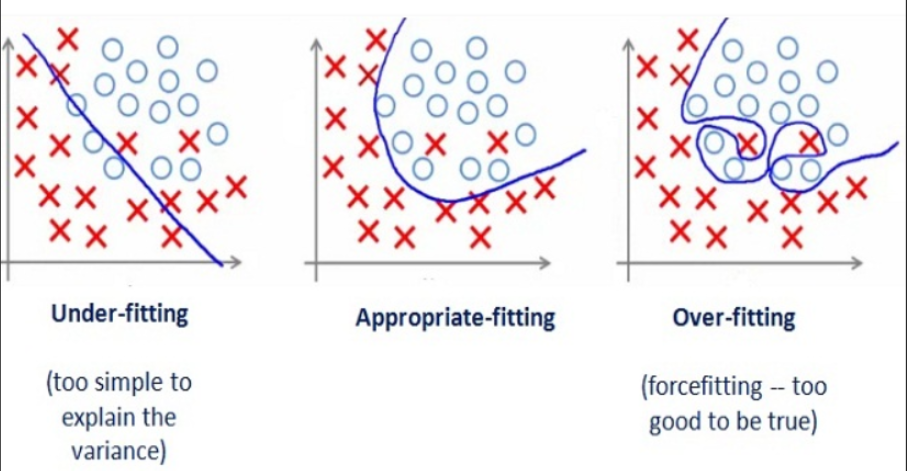 Under-fitting
Appropriate-fitting
Over-fitting
(too simple to
explain the
variance)
(forcefitting -- too
good to be true)